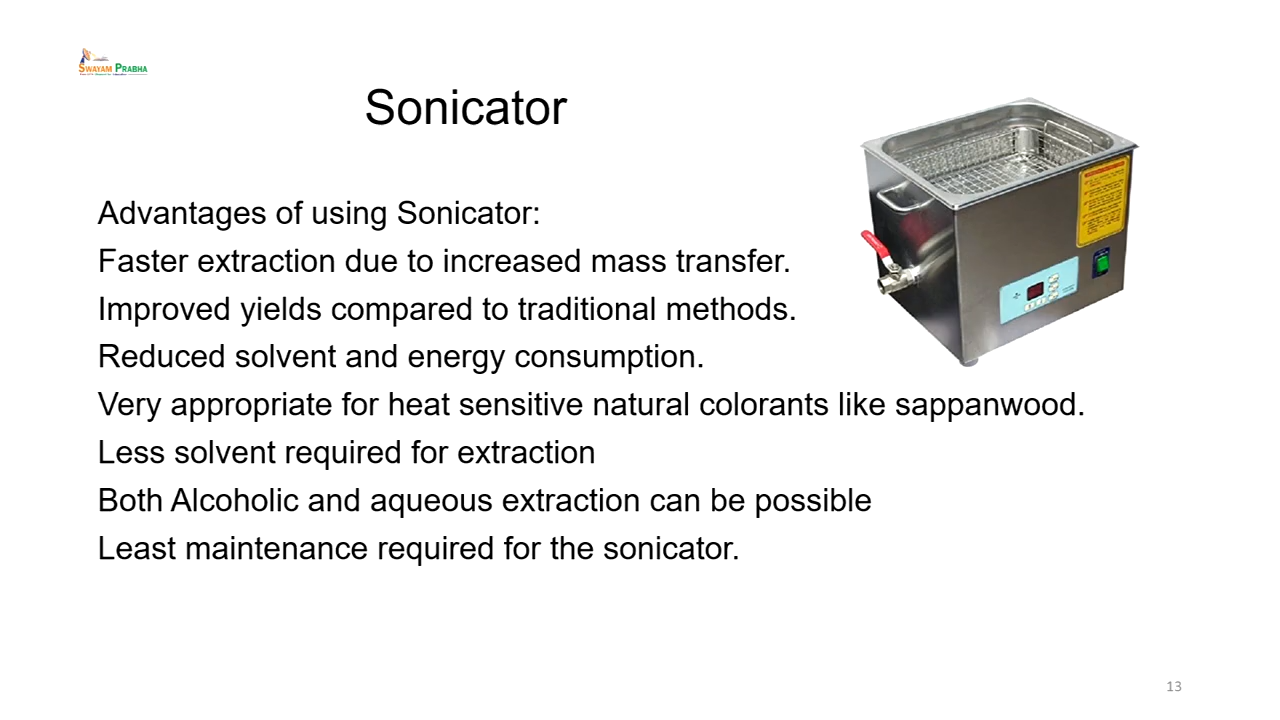 SWAYAM PRABHA
Sonicator
Advantages of using Sonicator:
Faster extraction due to increased mass transfer.
Improved yields compared to traditional methods.
Reduced solvent and energy consumption.
Very appropriate for heat sensitive natural colorants like sappanwood.
Less solvent required for extraction
Both Alcoholic and aqueous extraction can be possible
Least maintenance required for the sonicator.
13